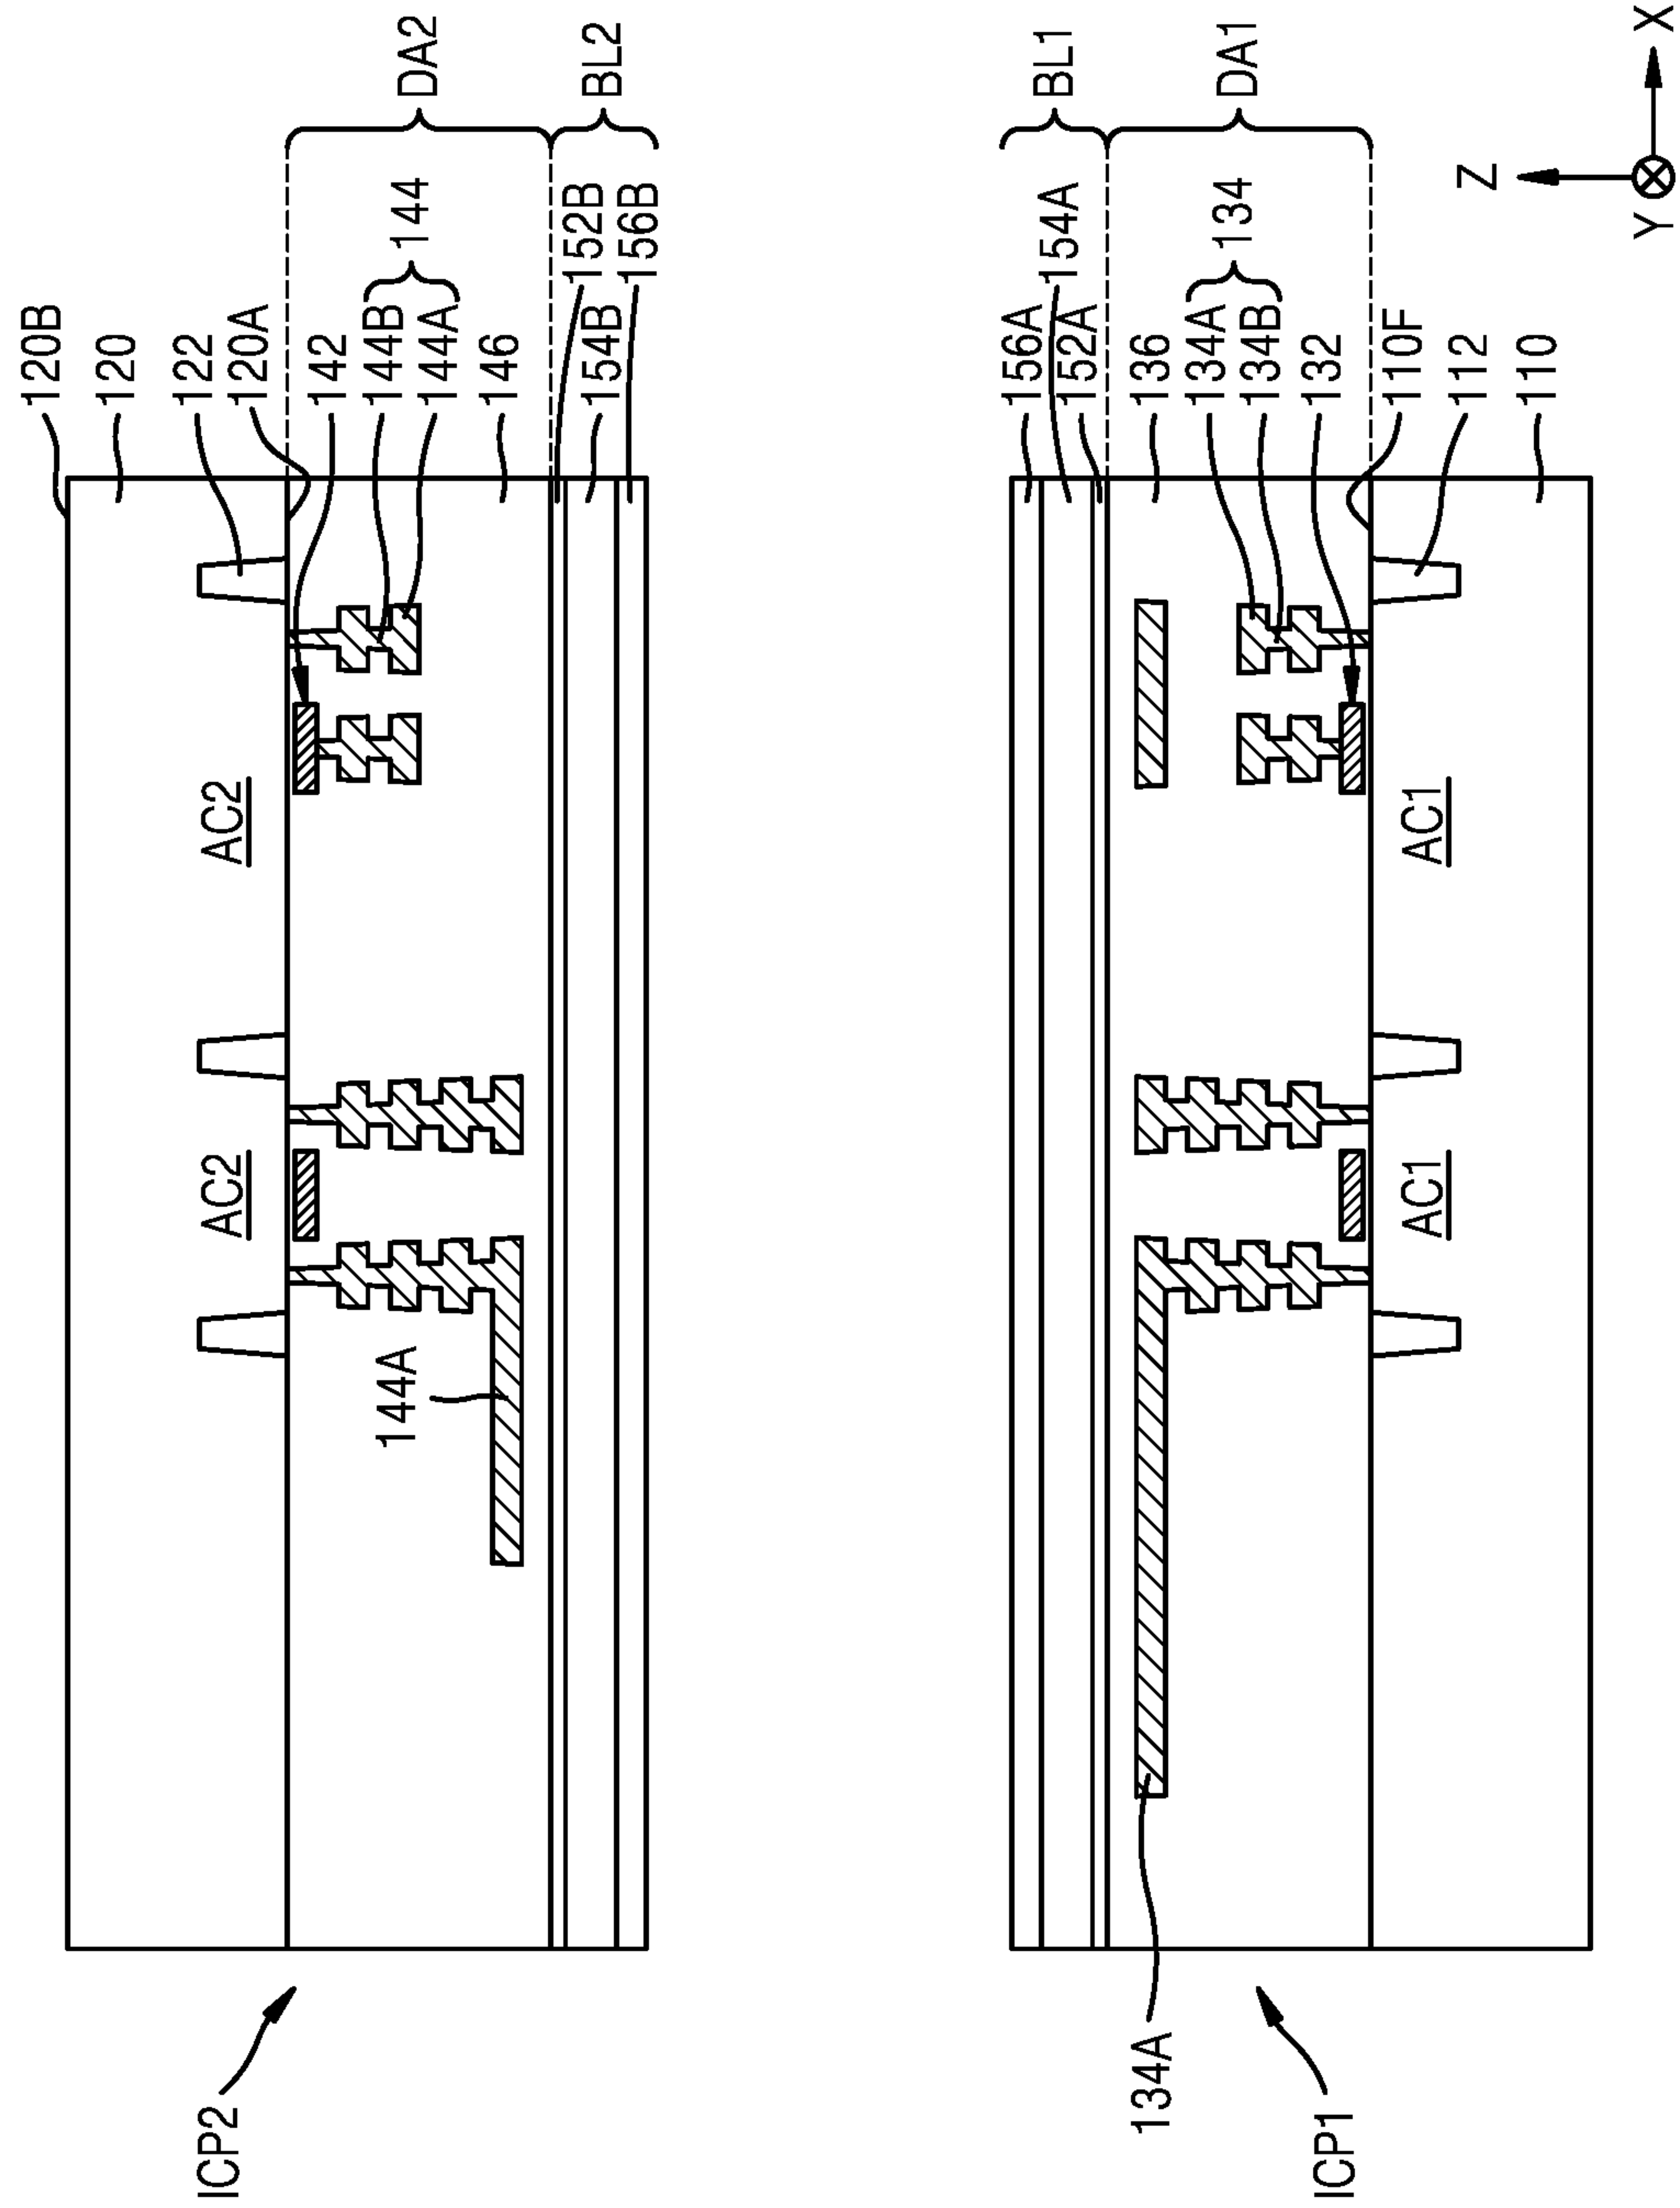 ICP2
120B
120
122
120A
142
144B
144A
144
146
152B
154B
156B
DA2
BL2
AC2
AC2
144A
ICP1
134A
156A
154A
152A
136
134A
134B
134
132
110F
112
110
BL1
DA1
AC1
AC1
Z
Y
X